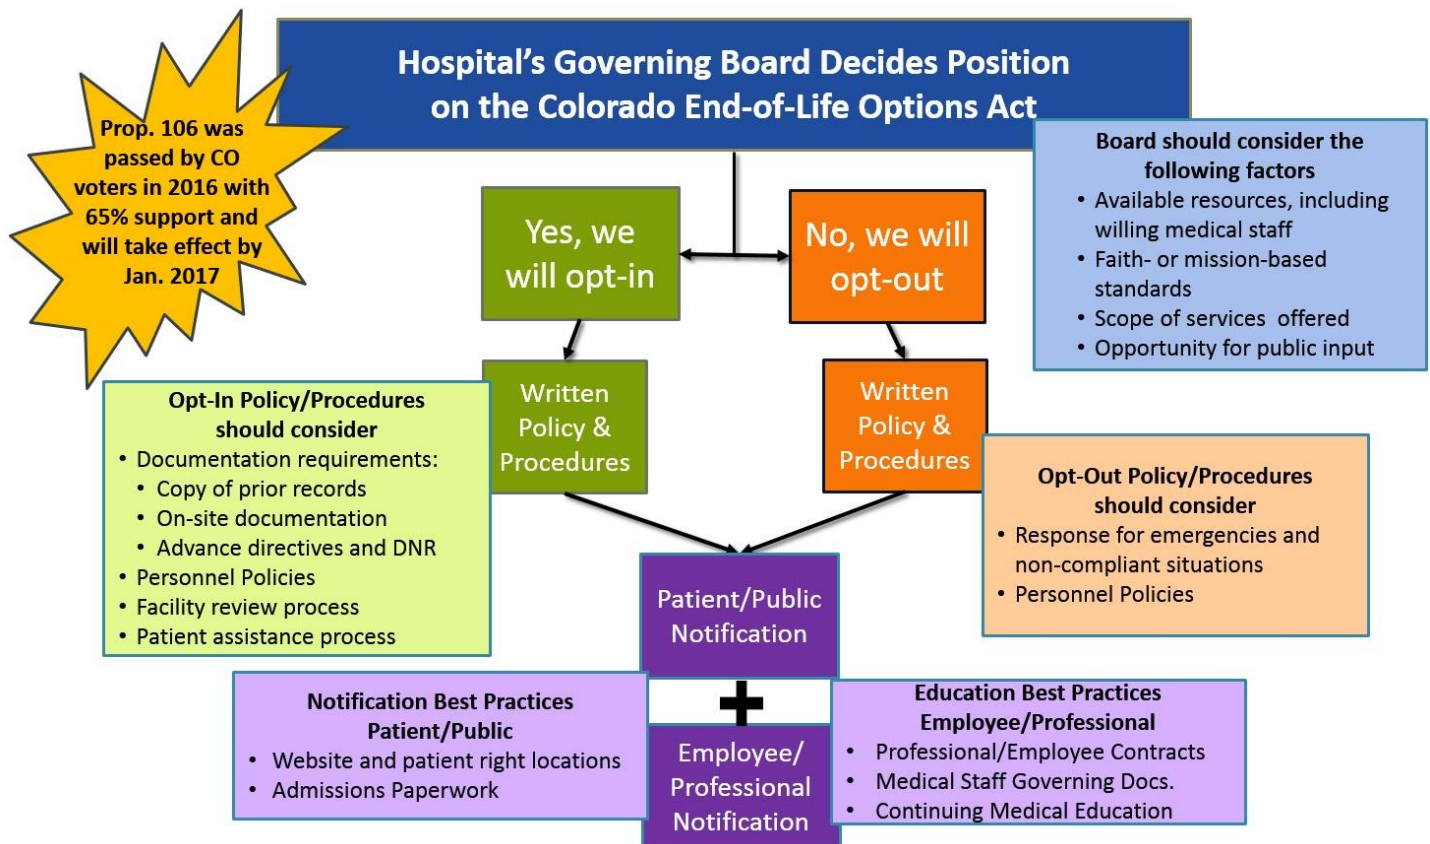 Hospital's Governing Board Decides Position
on the Colorado End-of-Life Options Act
Prop. 106 was
passed by CO
voters in 2016 with
65% support and
will take effect by
Jan. 2017
Board should consider the
following factors
• Available resources, including
willing medical staff
• Faith- or mission-based
standards
• Scope of services offered
• Opportunity for public input
Yes, we
will opt-in
No, we will
opt-out
Written
Policy &
Procedures
Written
Policy &
Procedures
Opt-In Policy/Procedures
should consider
• Documentation requirements:
• Copy of prior records
• On-site documentation
• Advance directives and DNR
• Personnel Policies
• Facility review process
• Patient assistance process
Opt-Out Policy/Procedures
should consider
• Response for emergencies and
non-compliant situations
• Personnel Policies
Patient/Public
Notification
+
Employee/
Professional
Notification
Notification Best Practices
Patient/Public
• Website and patient right locations
• Admissions Paperwork
Education Best Practices
Employee/Professional
• Professional/Employee Contracts
• Medical Staff Governing Docs.
• Continuing Medical Education